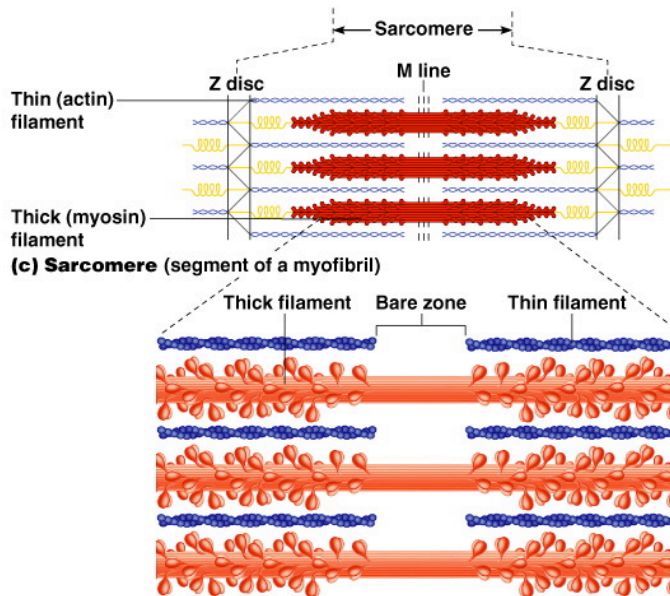 Sarcomere
Z disc M line Z disc
Thin (actin)
filament
Thick (myosin)
filament
(c) Sarcomere (segment of a myofibril)
Thick filament Bare zone Thin filament